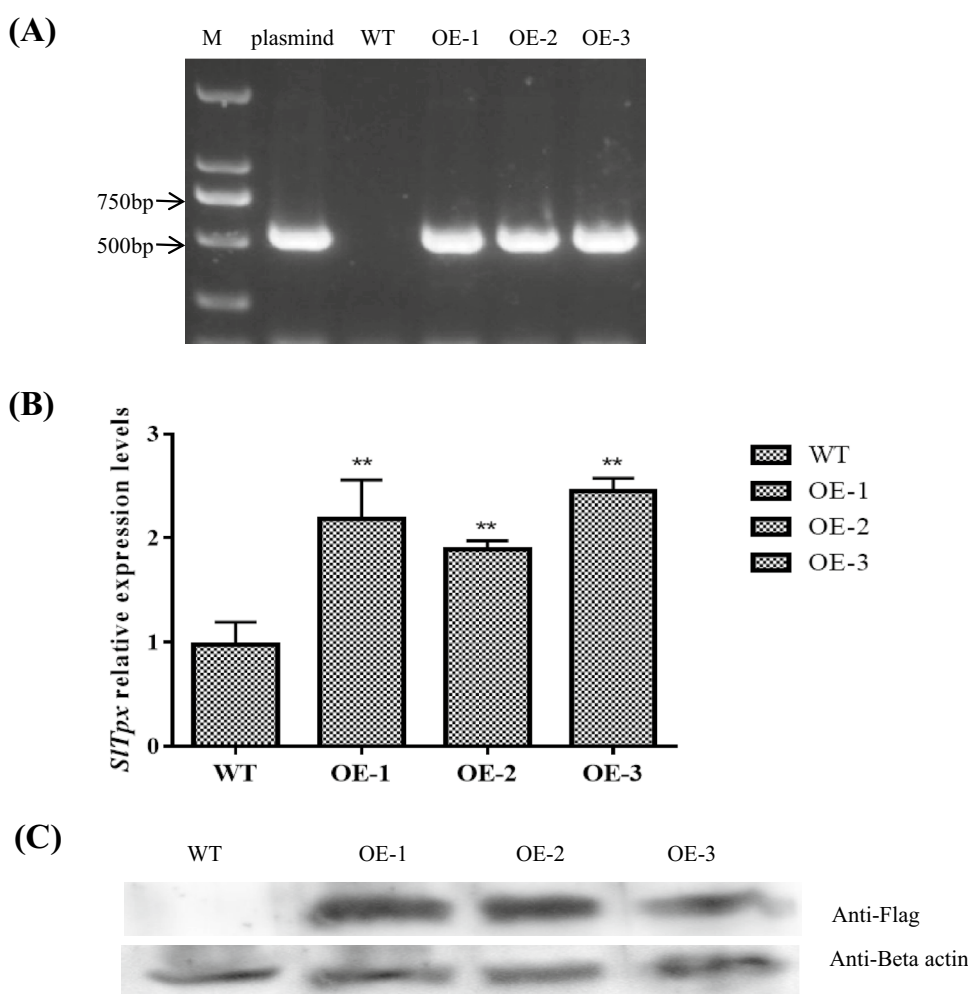 (A)
M plasmind WT OE-1 OE-2 OE-3
750bp
500bp
(B)
SlTpx relative expression levels
3
2
1
0
** ** **
WT OE-1 OE-2 OE-3
WT
OE-1
OE-2
OE-3
(C)
WT OE-1 OE-2 OE-3
Anti-Flag
Anti-Beta actin